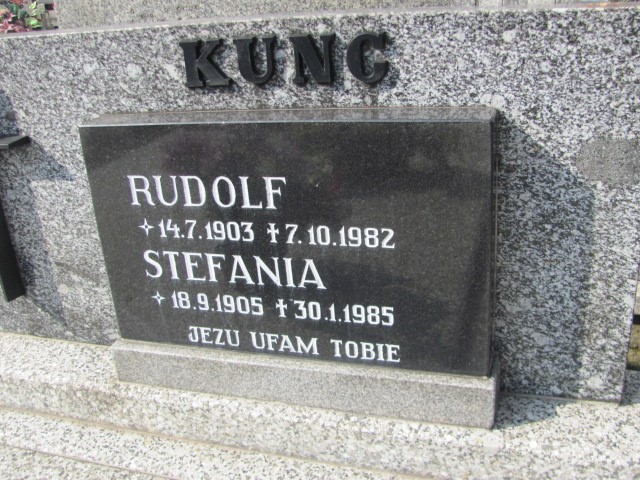 KUNC
RUDOLF
✧ 14.7.1903 ✝ 7.10.1982
STEFANIA
✧ 18.9.1905 ✝ 30.1.1985
JEZU UFAM TOBIE